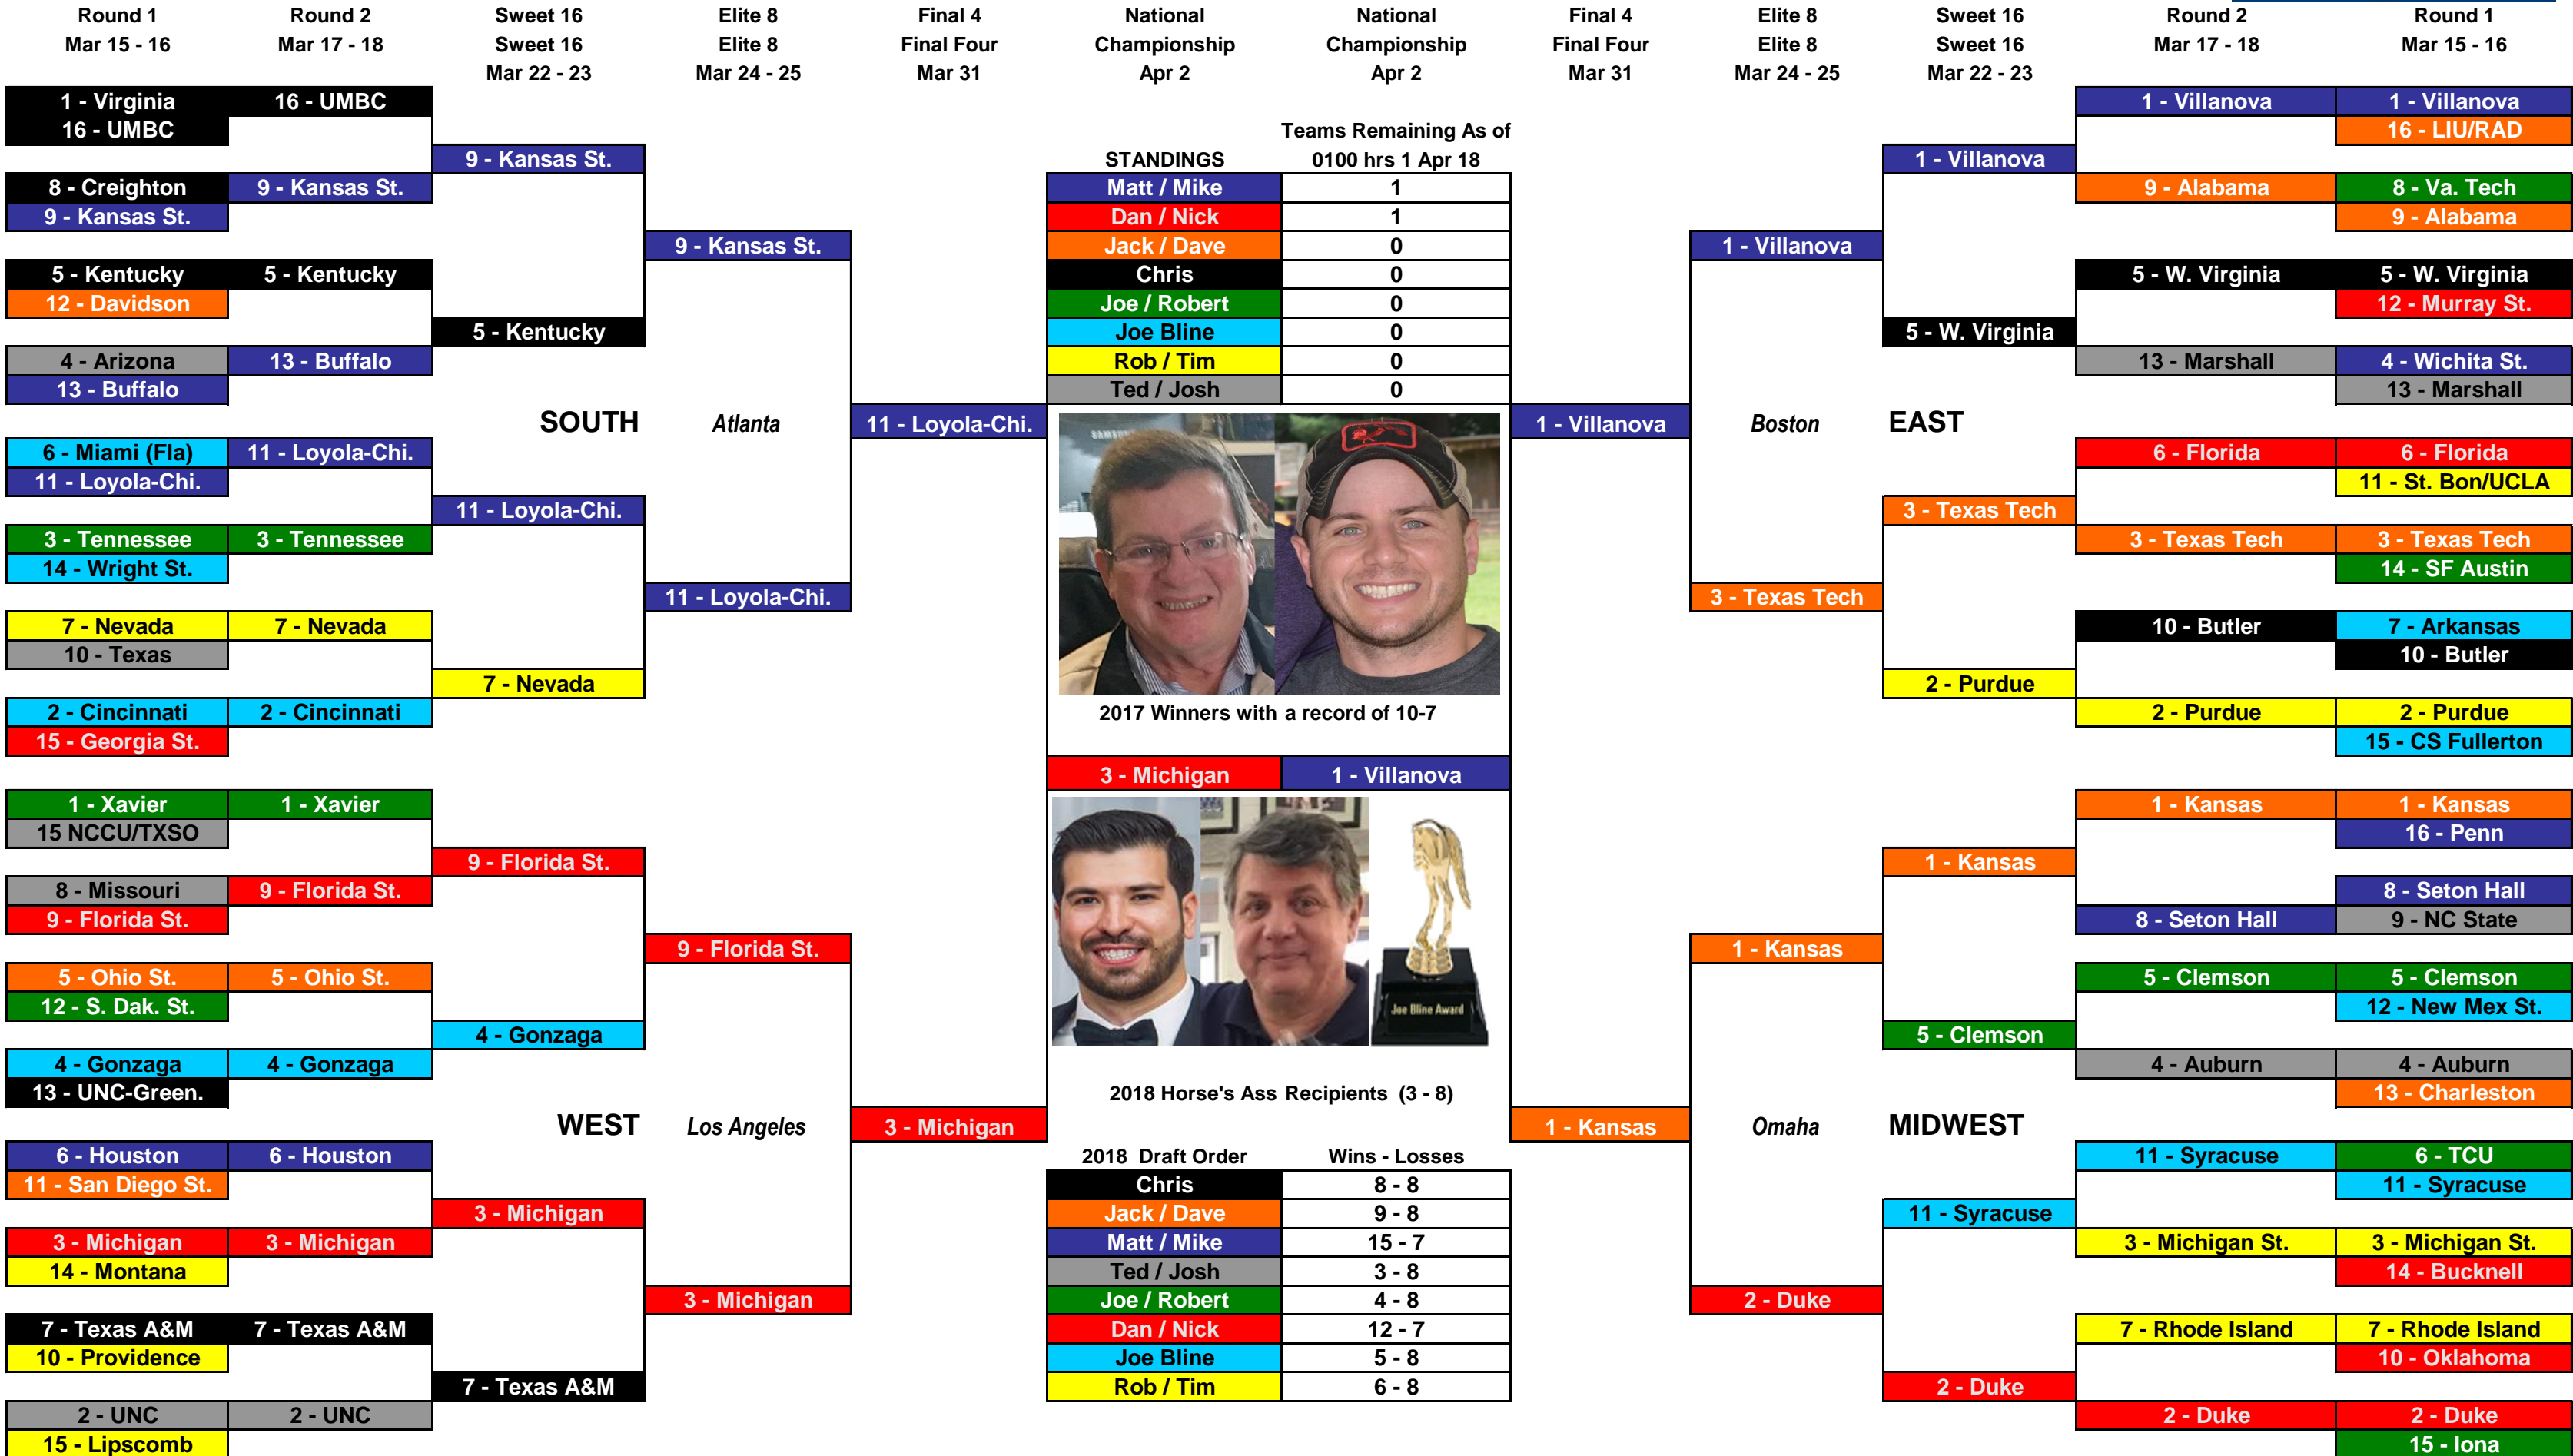 Round 1 Round 2 Sweet 16 Elite 8 Final 4 National National Final 4 Elite 8 Sweet 16 Round 2 Round 1
Mar 15 - 16 Mar 17 - 18 Sweet 16 Elite 8 Final Four Championship Championship Final Four Elite 8 Sweet 16 Mar 17 - 18 Mar 15 - 16
Mar 22 - 23 Mar 24 - 25 Mar 31 Apr 2 Apr 2 Mar 31 Mar 24 - 25 Mar 22 - 23
1 - Virginia 16 - UMBC 1 - Villanova 1 - Villanova
16 - UMBC Teams Remaining As of 16 - LIU/RAD
9 - Kansas St. STANDINGS 0100 hrs 1 Apr 18 1 - Villanova
8 - Creighton 9 - Kansas St. Matt / Mike 1 9 - Alabama 8 - Va. Tech
9 - Kansas St. Dan / Nick 1 9 - Alabama
9 - Kansas St. Jack / Dave 0 1 - Villanova
5 - Kentucky 5 - Kentucky Chris 0 5 - W. Virginia 5 - W. Virginia
12 - Davidson Joe / Robert 0 12 - Murray St.
5 - Kentucky Joe Bline 0 5 - W. Virginia
4 - Arizona 13 - Buffalo Rob / Tim 0 13 - Marshall 4 - Wichita St.
13 - Buffalo Ted / Josh 0 13 - Marshall
SOUTH Atlanta 11 - Loyola-Chi. 1 - Villanova Boston EAST
6 - Miami (Fla) 11 - Loyola-Chi. 6 - Florida 6 - Florida
11 - Loyola-Chi. 11 - St. Bon/UCLA
11 - Loyola-Chi. 3 - Texas Tech
3 - Tennessee 3 - Tennessee 3 - Texas Tech 3 - Texas Tech
14 - Wright St. 14 - SF Austin
11 - Loyola-Chi. 3 - Texas Tech
7 - Nevada 7 - Nevada 10 - Butler 7 - Arkansas
10 - Texas 10 - Butler
7 - Nevada 2 - Purdue
2 - Cincinnati 2 - Cincinnati 2017 Winners with a record of 10-7 2 - Purdue 2 - Purdue
15 - Georgia St. 15 - CS Fullerton
3 - Michigan 1 - Villanova
1 - Xavier 1 - Xavier 1 - Kansas 1 - Kansas
15 NCCU/TXSO 16 - Penn
9 - Florida St. 1 - Kansas
8 - Missouri 9 - Florida St. 8 - Seton Hall
9 - Florida St. 8 - Seton Hall 9 - NC State
9 - Florida St. 1 - Kansas
5 - Ohio St. 5 - Ohio St. 5 - Clemson 5 - Clemson
12 - S. Dak. St. Joe Bline Award 12 - New Mex St.
4 - Gonzaga 5 - Clemson
4 - Gonzaga 4 - Gonzaga 4 - Auburn 4 - Auburn
13 - UNC-Green. 2018 Horse's Ass Recipients (3 - 8) 13 - Charleston
WEST Los Angeles 3 - Michigan 1 - Kansas Omaha MIDWEST
6 - Houston 6 - Houston 2018 Draft Order Wins - Losses 11 - Syracuse 6 - TCU
11 - San Diego St. Chris 8 - 8 11 - Syracuse
3 - Michigan Jack / Dave 9 - 8 11 - Syracuse
3 - Michigan 3 - Michigan Matt / Mike 15 - 7 3 - Michigan St. 3 - Michigan St.
14 - Montana Ted / Josh 3 - 8 14 - Bucknell
3 - Michigan Joe / Robert 4 - 8 2 - Duke
7 - Texas A&M 7 - Texas A&M Dan / Nick 12 - 7 7 - Rhode Island 7 - Rhode Island
10 - Providence Joe Bline 5 - 8 10 - Oklahoma
7 - Texas A&M Rob / Tim 6 - 8 2 - Duke
2 - UNC 2 - UNC 2 - Duke 2 - Duke
15 - Lipscomb 15 - Iona